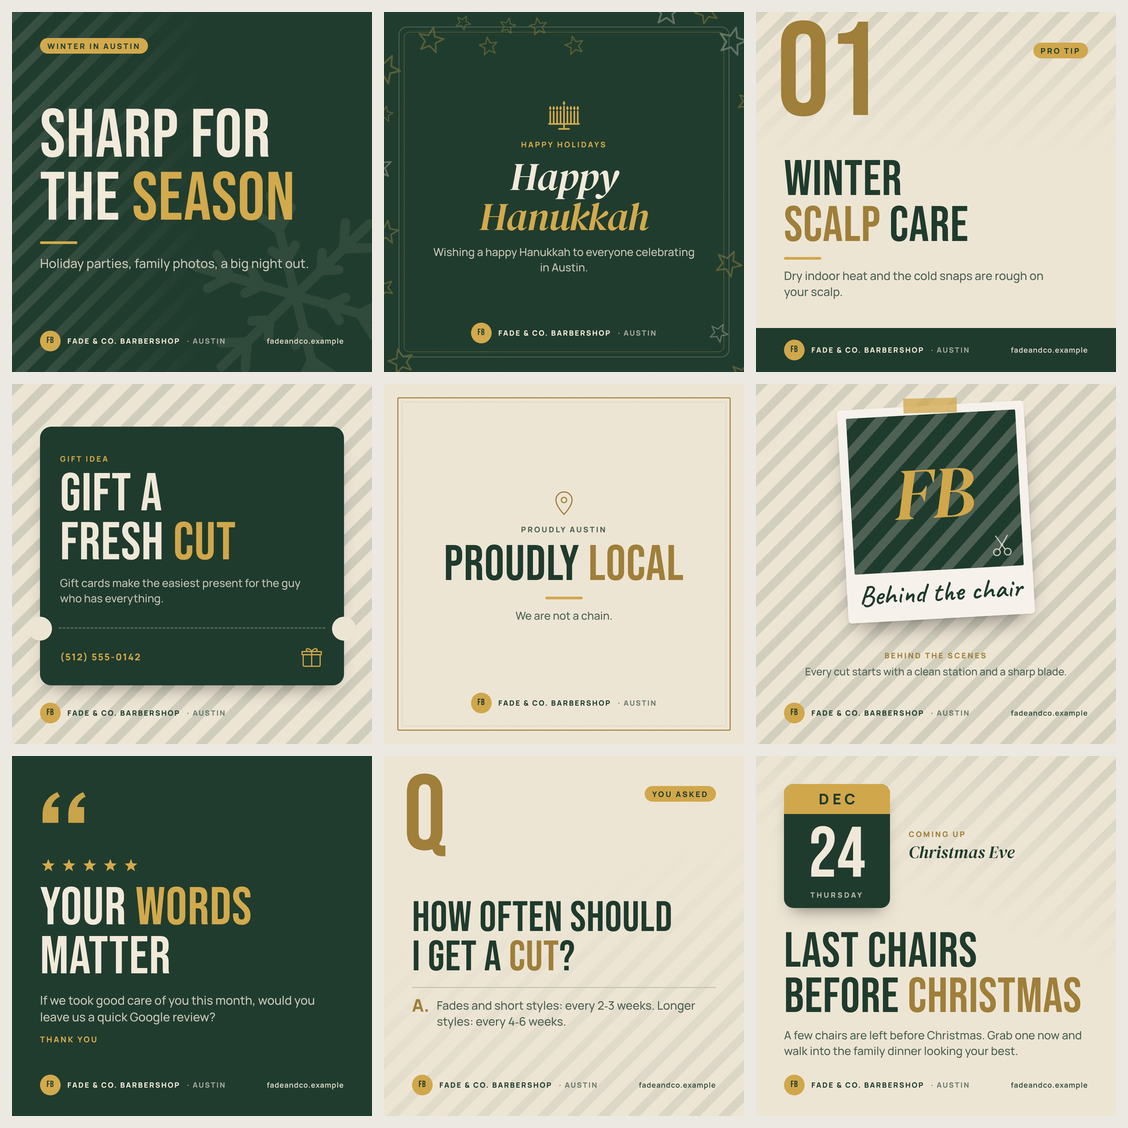 WINTER IN AUSTIN
SHARP FOR
THE SEASON
Holiday parties, family photos, a big night out.
FB FADE & CO. BARBERSHOP · AUSTIN fadeandco.example
HAPPY HOLIDAYS
Happy
Hanukkah
Wishing a happy Hanukkah to everyone celebrating
in Austin.
FB FADE & CO. BARBERSHOP · AUSTIN
01
PRO TIP
WINTER
SCALP CARE
Dry indoor heat and the cold snaps are rough on
your scalp.
FB FADE & CO. BARBERSHOP · AUSTIN fadeandco.example
GIFT IDEA
GIFT A
FRESH CUT
Gift cards make the easiest present for the guy
who has everything.
(512) 555-0142
FB FADE & CO. BARBERSHOP · AUSTIN
PROUDLY AUSTIN
PROUDLY LOCAL
We are not a chain.
FB FADE & CO. BARBERSHOP · AUSTIN
FB
Behind the chair
BEHIND THE SCENES
Every cut starts with a clean station and a sharp blade.
FB FADE & CO. BARBERSHOP · AUSTIN fadeandco.example
“
YOUR WORDS
MATTER
If we took good care of you this month, would you
leave us a quick Google review?
THANK YOU
FB FADE & CO. BARBERSHOP · AUSTIN fadeandco.example
Q
YOU ASKED
HOW OFTEN SHOULD
I GET A CUT?
A. Fades and short styles: every 2-3 weeks. Longer
styles: every 4-6 weeks.
FB FADE & CO. BARBERSHOP · AUSTIN fadeandco.example
DEC
24
THURSDAY
COMING UP
Christmas Eve
LAST CHAIRS
BEFORE CHRISTMAS
A few chairs are left before Christmas. Grab one now and
walk into the family dinner looking your best.
FB FADE & CO. BARBERSHOP · AUSTIN fadeandco.example